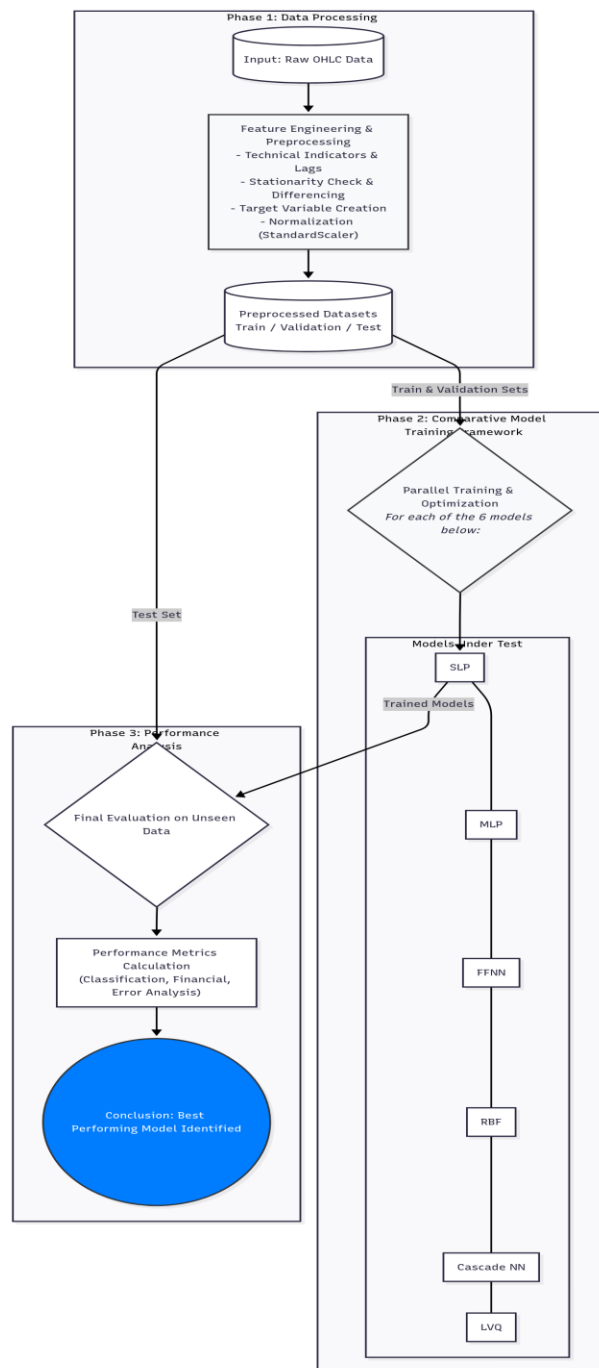 Phase 1: Data Processing
Input: Raw OHLC Data
Feature Engineering &
Preprocessing
- Technical Indicators &
Lags
- Stationarity Check &
Differencing
- Target Variable Creation
- Normalization
(StandardScaler)
Preprocessed Datasets
Train / Validation / Test
Train & Validation Sets
Phase 2: Comparative Model
Training Framework
Parallel Training &
Optimization
For each of the 6 models
below:
Test Set
Models Under Test
SLP
Trained Models
Phase 3: Performance
Analysis
Final Evaluation on Unseen
Data
MLP
Performance Metrics
Calculation
(Classification, Financial,
Error Analysis)
FFNN
Conclusion: Best
Performing Model Identified
RBF
Cascade NN
LVQ